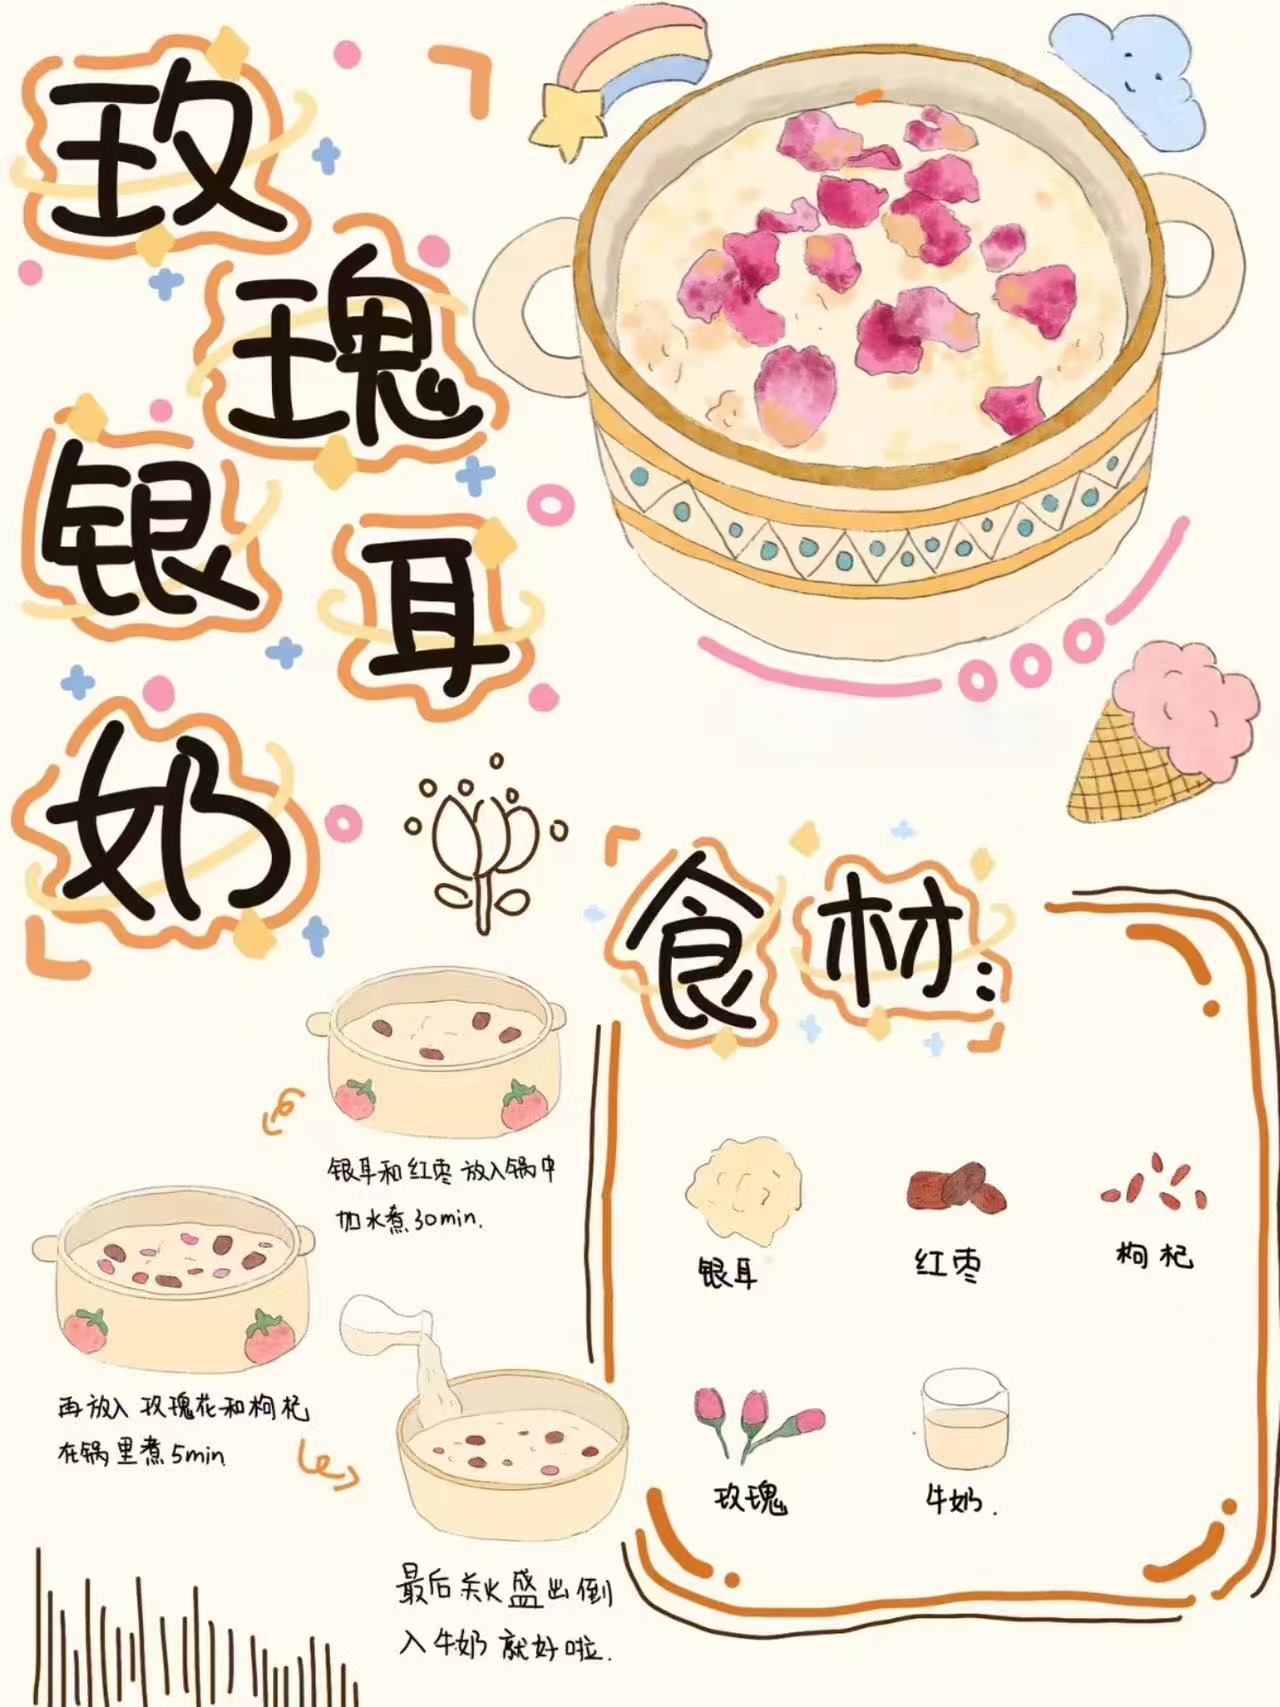 玫瑰银耳奶
食材:
银耳和红枣放入锅中
加水煮30min.
再放入玫瑰花和枸杞
在锅里煮5min
最后关火盛出倒
入牛奶就好啦.
银耳
红枣
枸杞
玫瑰
牛奶.